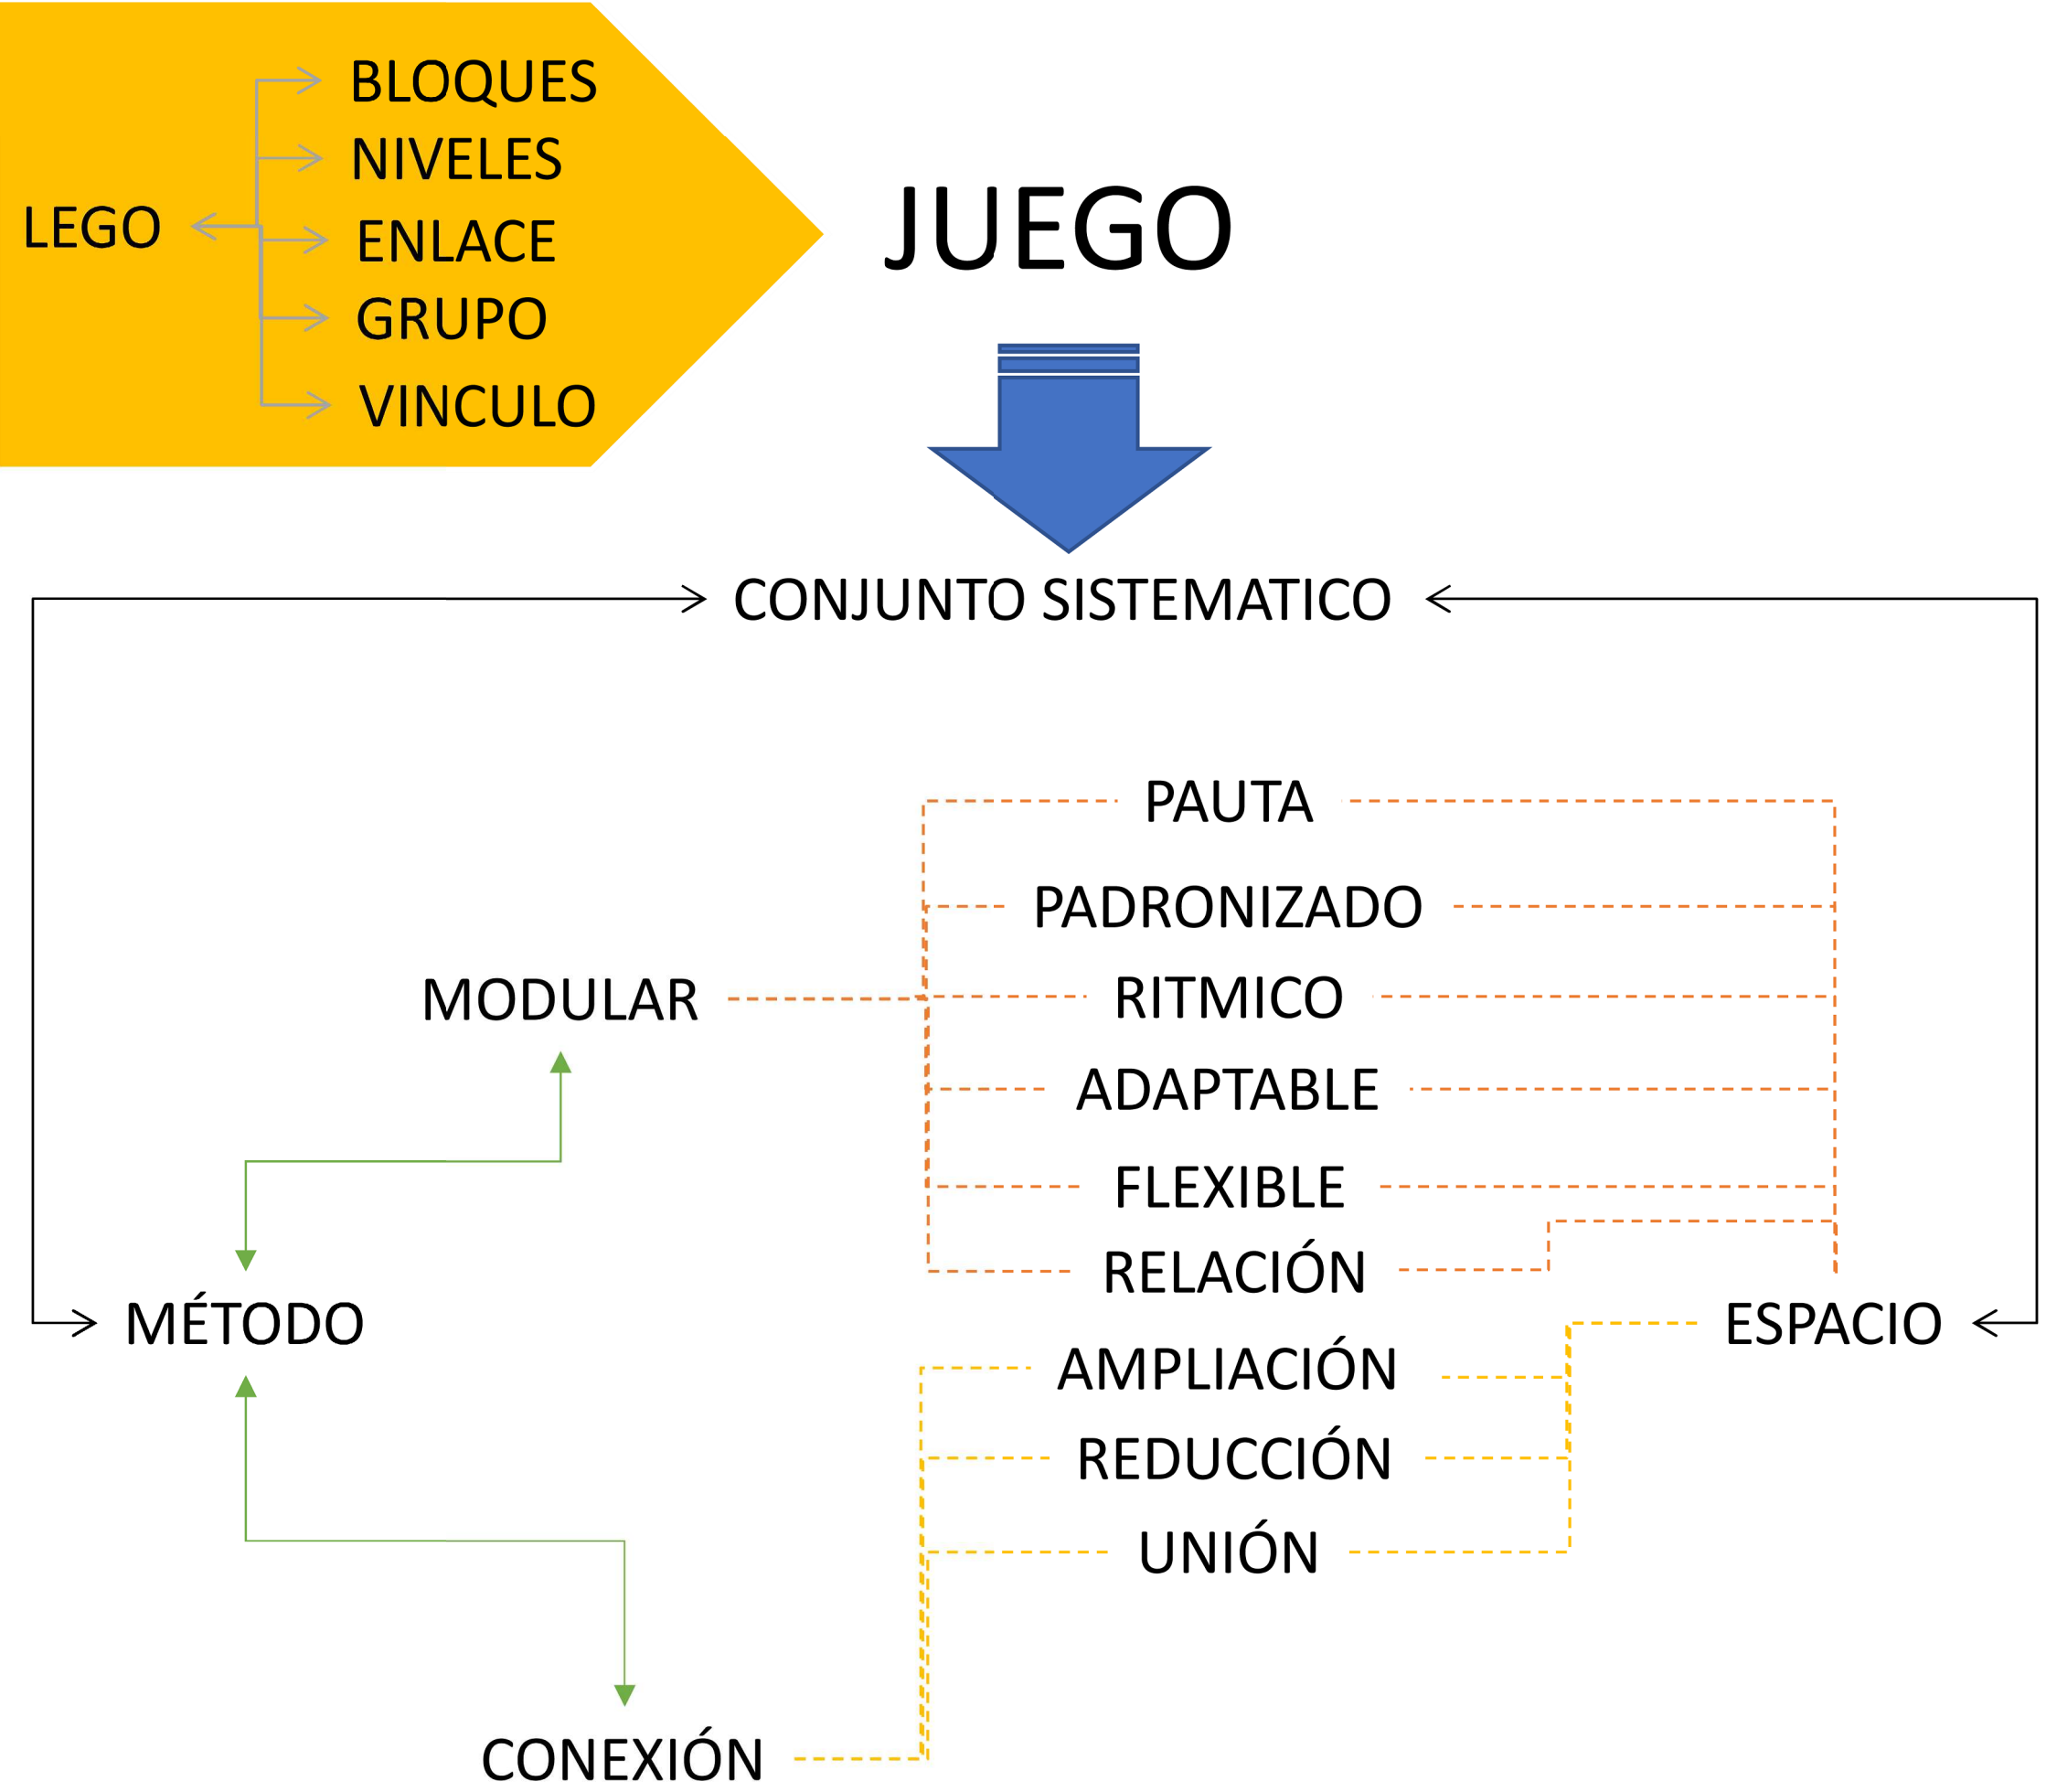 BLOQUES
NIVELES
LEGO
ENLACE
GRUPO
VINCULO
JUEGO
CONJUNTO SISTEMATICO
PAUTA
PADRONIZADO
MODULAR
RITMICO
ADAPTABLE
FLEXIBLE
RELACIÓN
MÉTODO
ESPACIO
AMPLIACIÓN
REDUCCIÓN
UNIÓN
CONEXIÓN